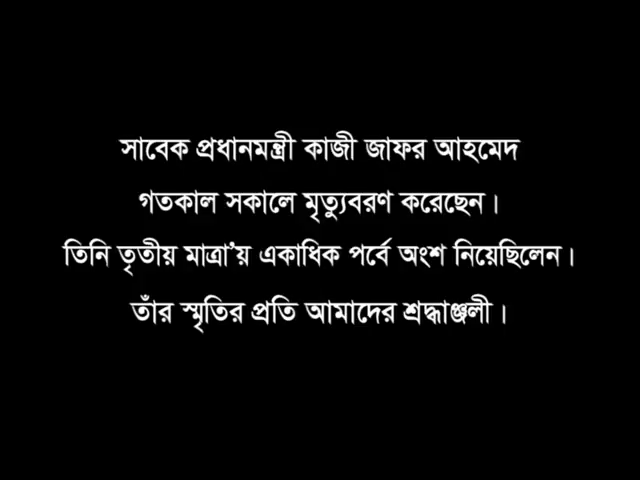 সাবেক প্রধানমন্ত্রী কাজী জাফর আহমেদ
গতকাল সকালে মৃত্যুবরণ করেছেন।
তিনি তৃতীয় মাত্রা’য় একাধিক পর্বে অংশ নিয়েছিলেন।
তাঁর স্মৃতির প্রতি আমাদের শ্রদ্ধাঞ্জলী।